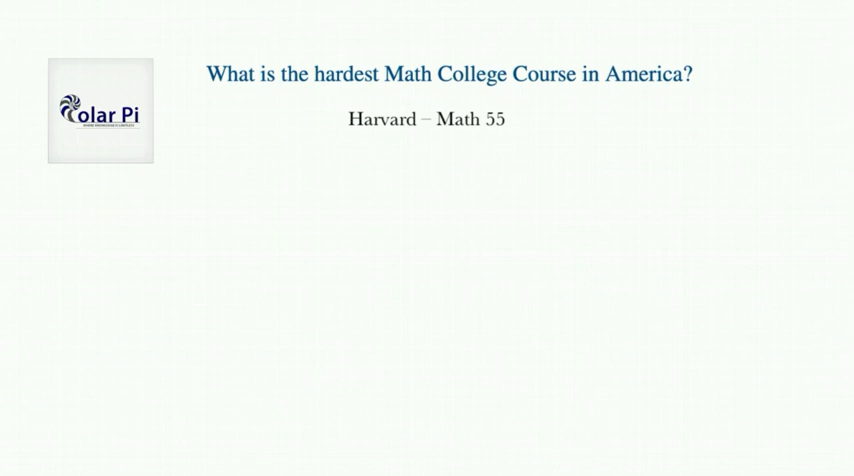 What is the hardest Math College Course in America?
Harvard – Math 55
olar Pi